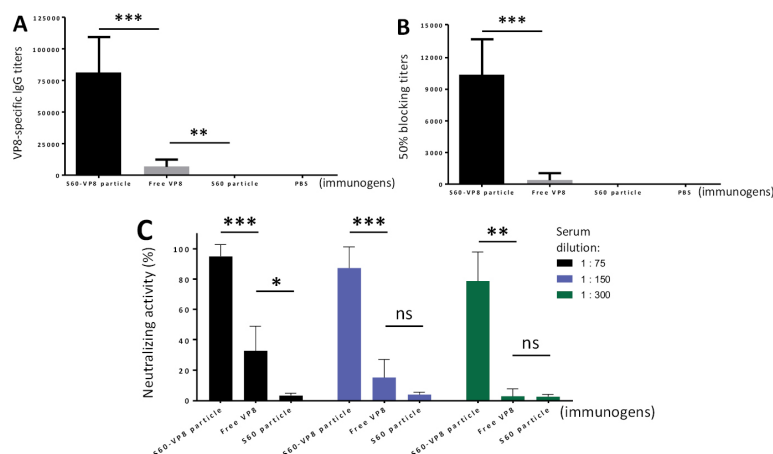 A
VP8-specific IgG titers
125000
100000
75000
50000
25000
0
***
**
S60-VP8 particle Free VP8 S60 particle PBS (immunogens)
B
50% blocking titers
15000
12000
9000
6000
3000
0
***
S60-VP8 particle Free VP8 S60 particle PBS (immunogens)
C
Neutralizing activity (%)
100
80
60
40
20
0
*** *** **
* ns ns
Serum
dilution:
1 : 75
1 : 150
1 : 300
S60-VP8 particle Free VP8 S60 particle S60-VP8 particle Free VP8 S60 particle S60-VP8 particle Free VP8 S60 particle (immunogens)